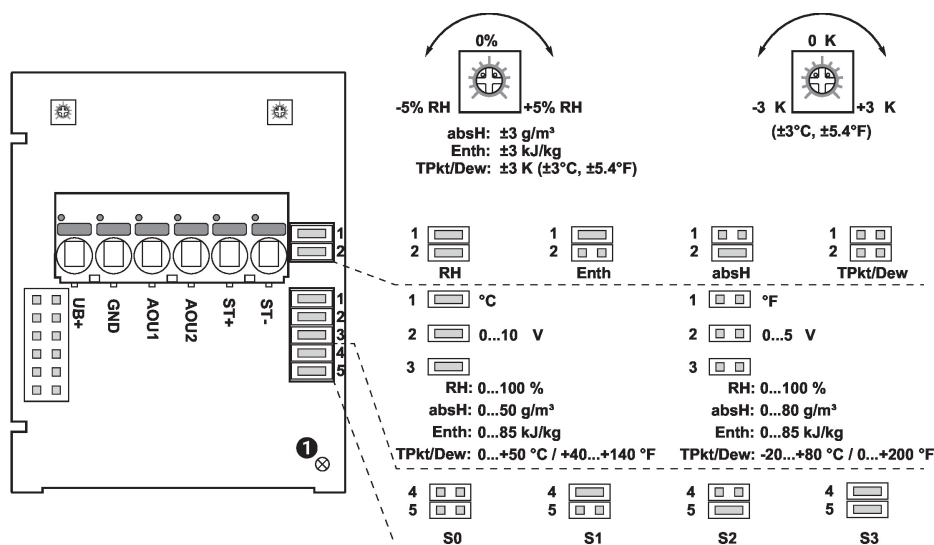 0%
-5% RH +5% RH
absH: ±3 g/m³
Enth: ±3 kJ/kg
TPkt/Dew: ±3 K (±3°C, ±5.4°F)
0 K
-3 K +3 K
(±3°C, ±5.4°F)
1
2
1
2
3
4
5
UB+ GND AOU1 AOU2 ST+ ST-
1
1 1 1 1
2 2 2 2
RH Enth absH TPkt/Dew
1 °C 1 °F
2 0...10 V 2 0...5 V
3 3
RH: 0...100 % RH: 0...100 %
absH: 0...50 g/m³ absH: 0...80 g/m³
Enth: 0...85 kJ/kg Enth: 0...85 kJ/kg
TPkt/Dew: 0...+50 °C / +40...+140 °F TPkt/Dew: -20...+80 °C / 0...+200 °F
4 4 4 4
5 5 5 5
S0 S1 S2 S3